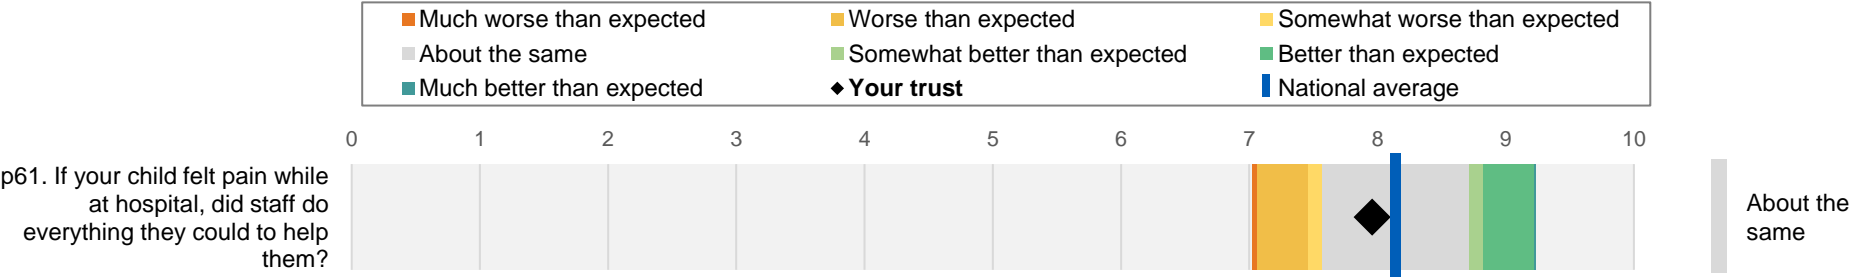 Much worse than expected
Worse than expected
Somewhat worse than expected
About the same
Somewhat better than expected
Better than expected
Much better than expected
Your trust
National average
0 1 2 3 4 5 6 7 8 9 10
p61. If your child felt pain while
at hospital, did staff do
everything they could to help
them?
About the
same